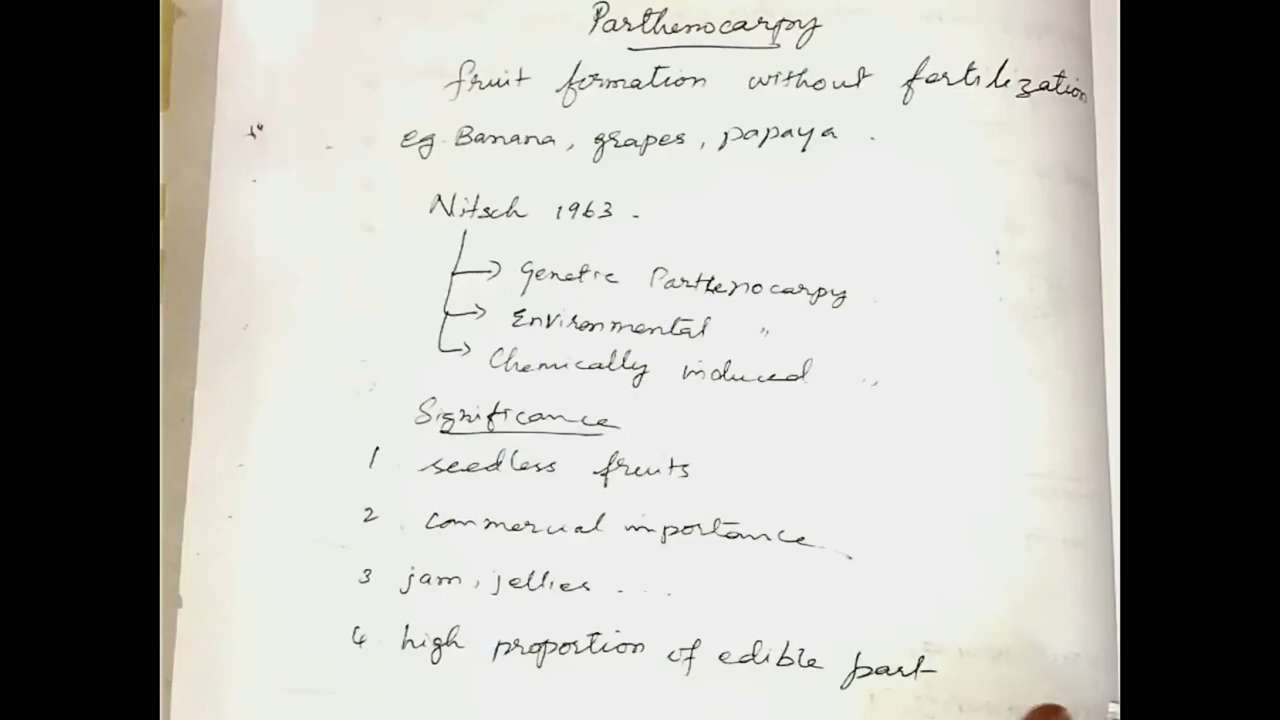 Parthenocarpy
fruit formation without fertilization
eg. Banana, grapes, papaya.
Nitsch 1963.
→ Genetic Parthenocarpy
→ Environmental "
→ Chemically induced "
Significance
1 seedless fruits
2 commercial importance
3 jam, jellies ....
4 high proportion of edible part